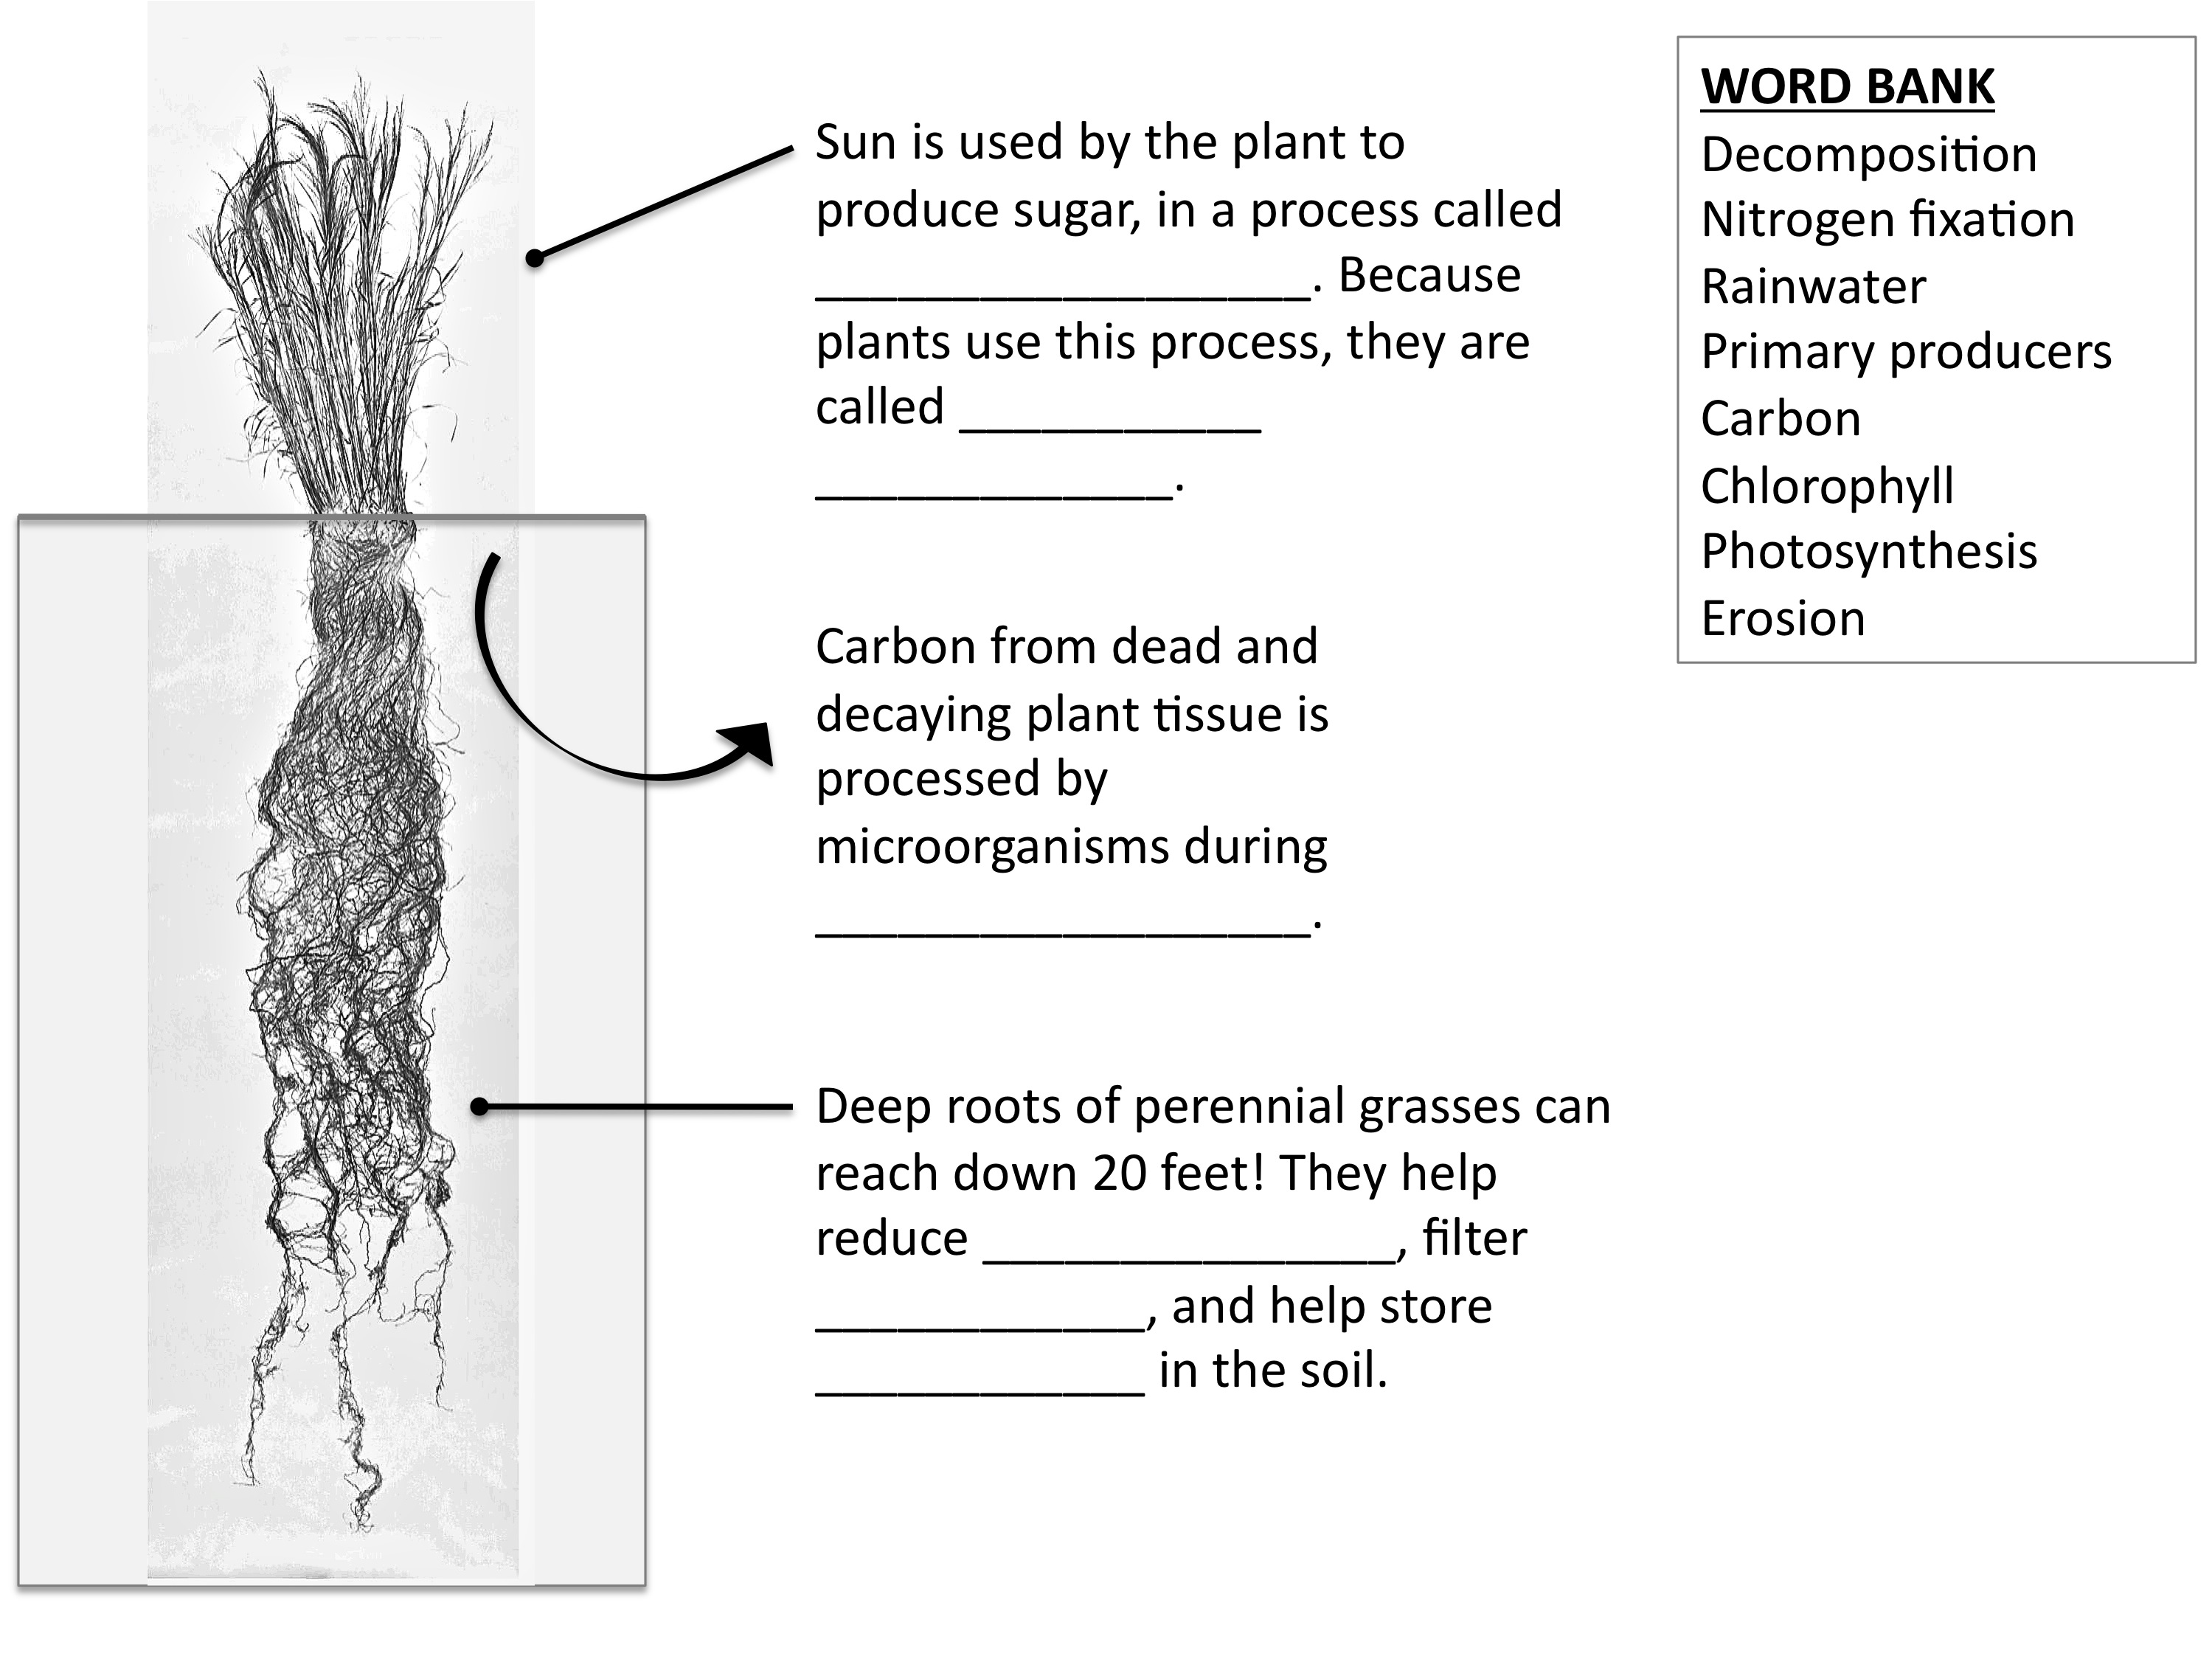 Sun is used by the plant to
produce sugar, in a process called
__________________. Because
plants use this process, they are
called ___________
_____________.
Carbon from dead and
decaying plant tissue is
processed by
microorganisms during
__________________.
Deep roots of perennial grasses can
reach down 20 feet! They help
reduce _______________, filter
____________, and help store
____________ in the soil.
WORD BANK
Decomposition
Nitrogen fixation
Rainwater
Primary producers
Carbon
Chlorophyll
Photosynthesis
Erosion